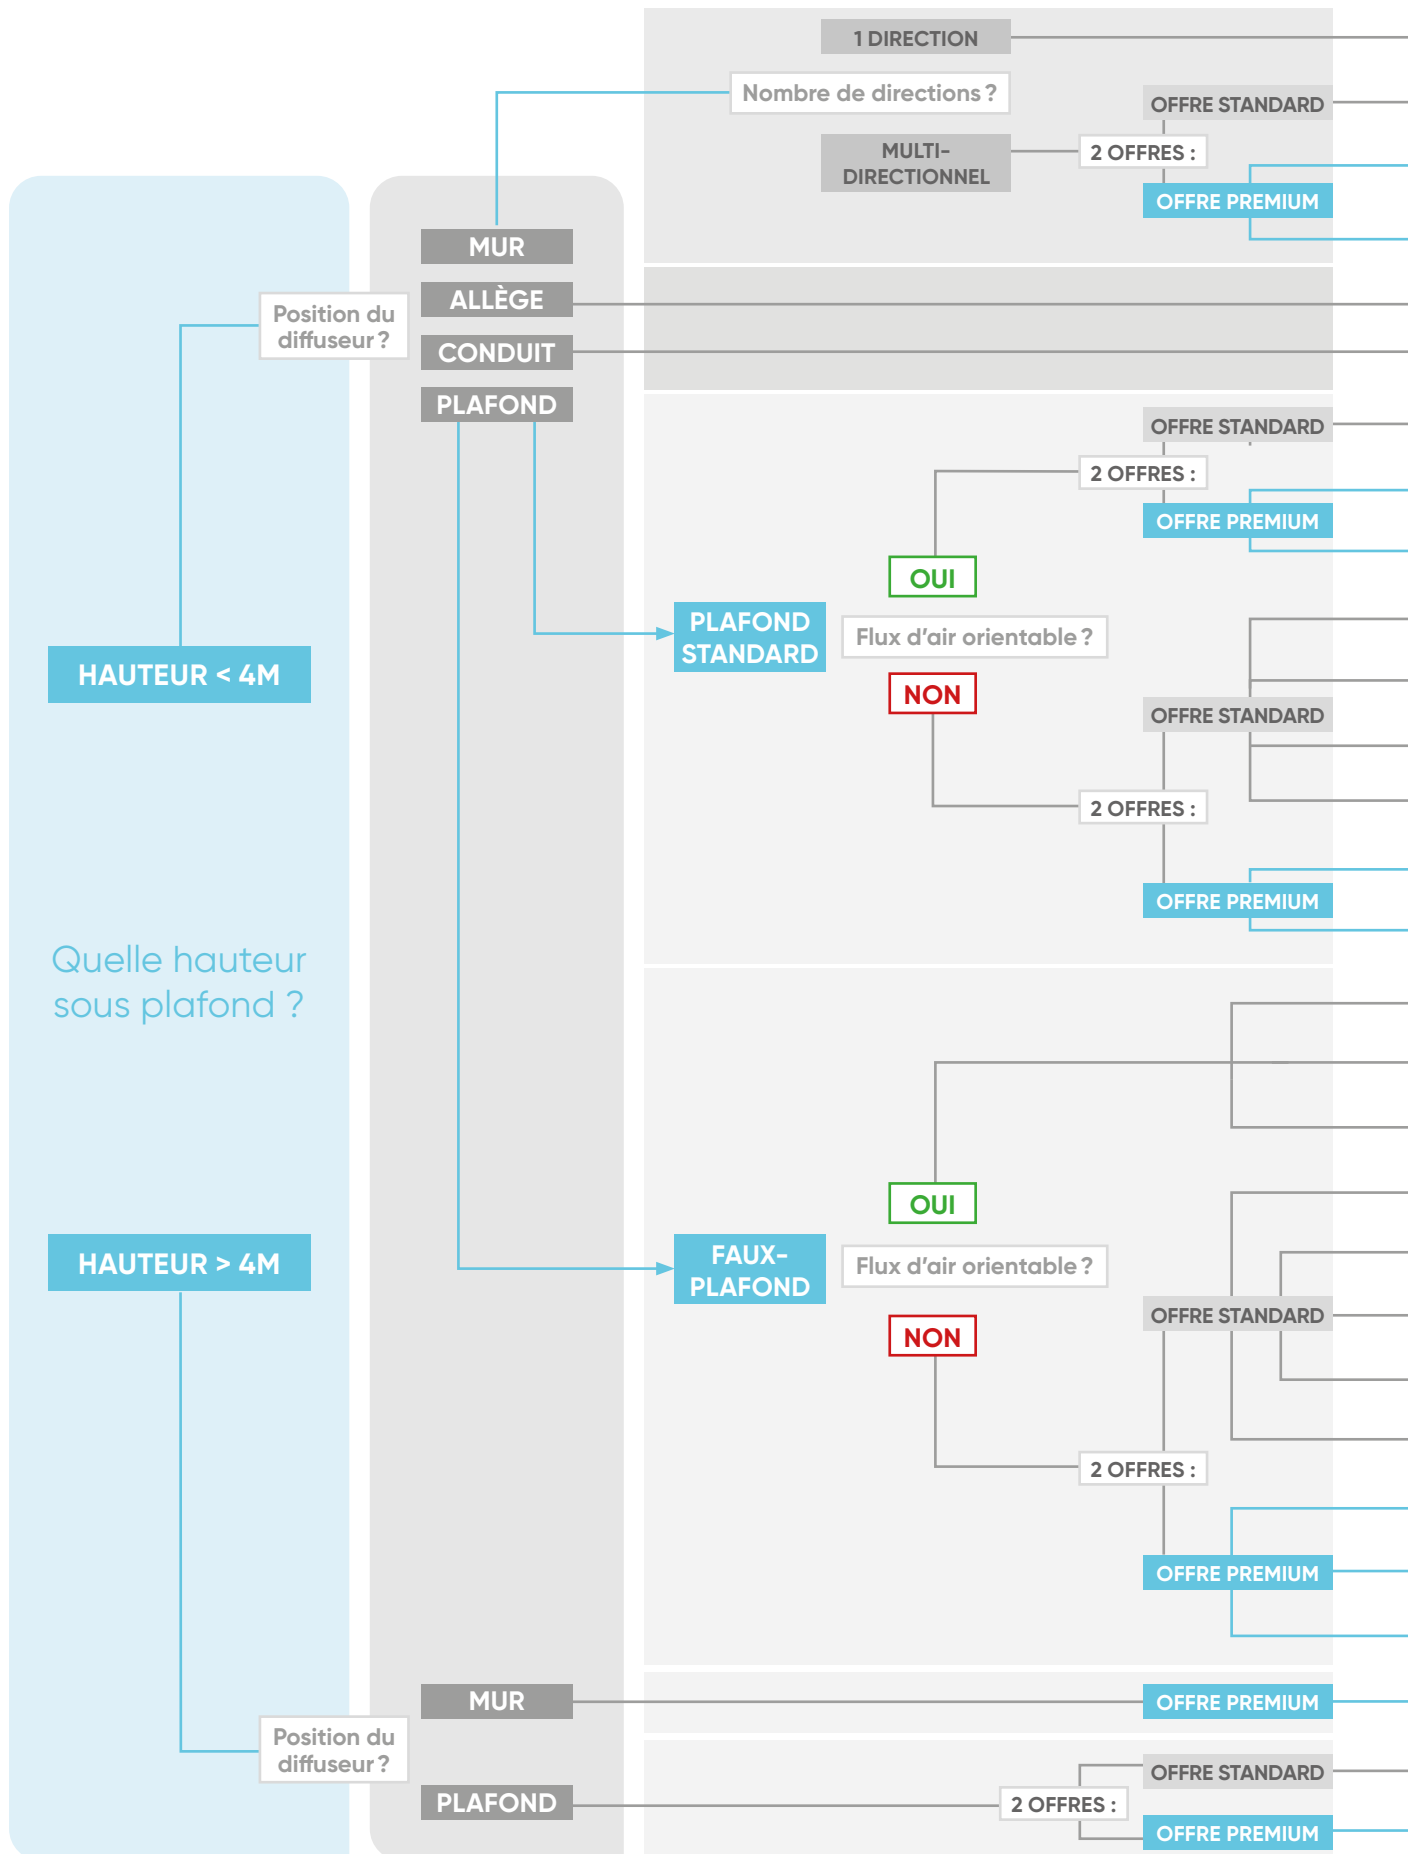 1 DIRECTION
Nombre de directions ?
OFFRE STANDARD
MULTI-
DIRECTIONNEL
2 OFFRES :
OFFRE PREMIUM
MUR
ALLÈGE
Position du
diffuseur ?
CONDUIT
PLAFOND
OFFRE STANDARD
2 OFFRES :
OFFRE PREMIUM
OUI
PLAFOND
STANDARD
Flux d'air orientable ?
HAUTEUR < 4M
NON
OFFRE STANDARD
2 OFFRES :
OFFRE PREMIUM
Quelle hauteur
sous plafond ?
OUI
HAUTEUR > 4M
FAUX-
PLAFOND
Flux d'air orientable ?
NON
OFFRE STANDARD
2 OFFRES :
OFFRE PREMIUM
MUR
OFFRE PREMIUM
Position du
diffuseur ?
OFFRE STANDARD
PLAFOND
2 OFFRES :
OFFRE PREMIUM